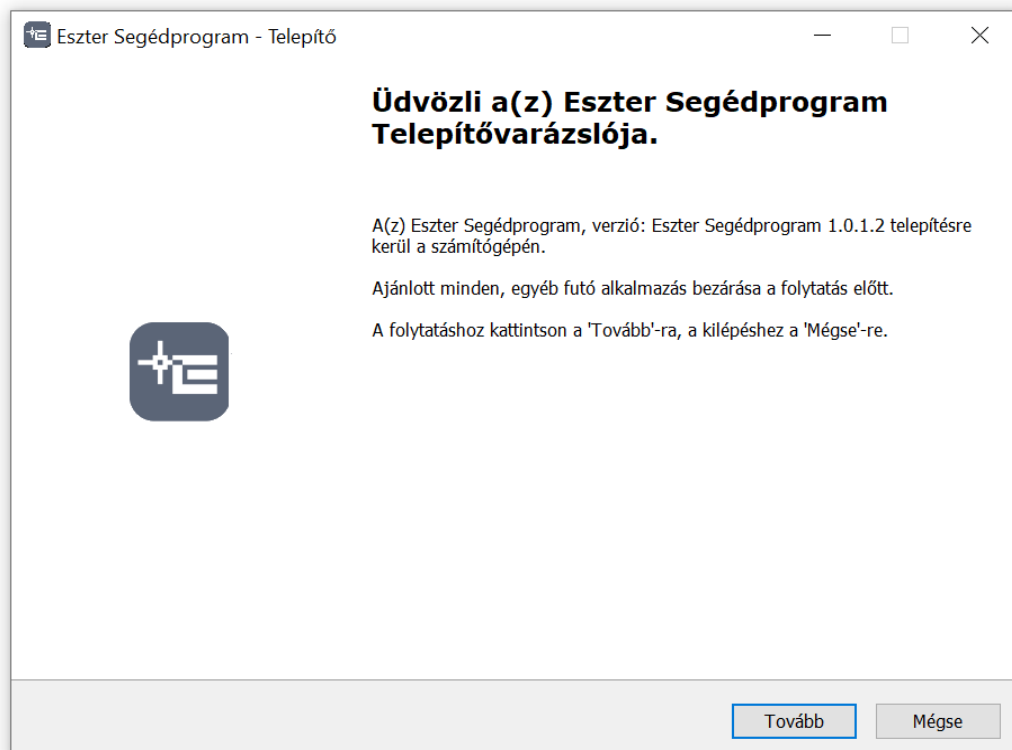 Eszter Segédprogram - Telepítő
Üdvözli a(z) Eszter Segédprogram
Telepítővarázslója.
A(z) Eszter Segédprogram, verzió: Eszter Segédprogram 1.0.1.2 telepítésre
kerül a számítógépén.
Ajánlott minden, egyéb futó alkalmazás bezárása a folytatás előtt.
A folytatáshoz kattintson a 'Tovább'-ra, a kilépéshez a 'Mégse'-re.
Tovább
Mégse